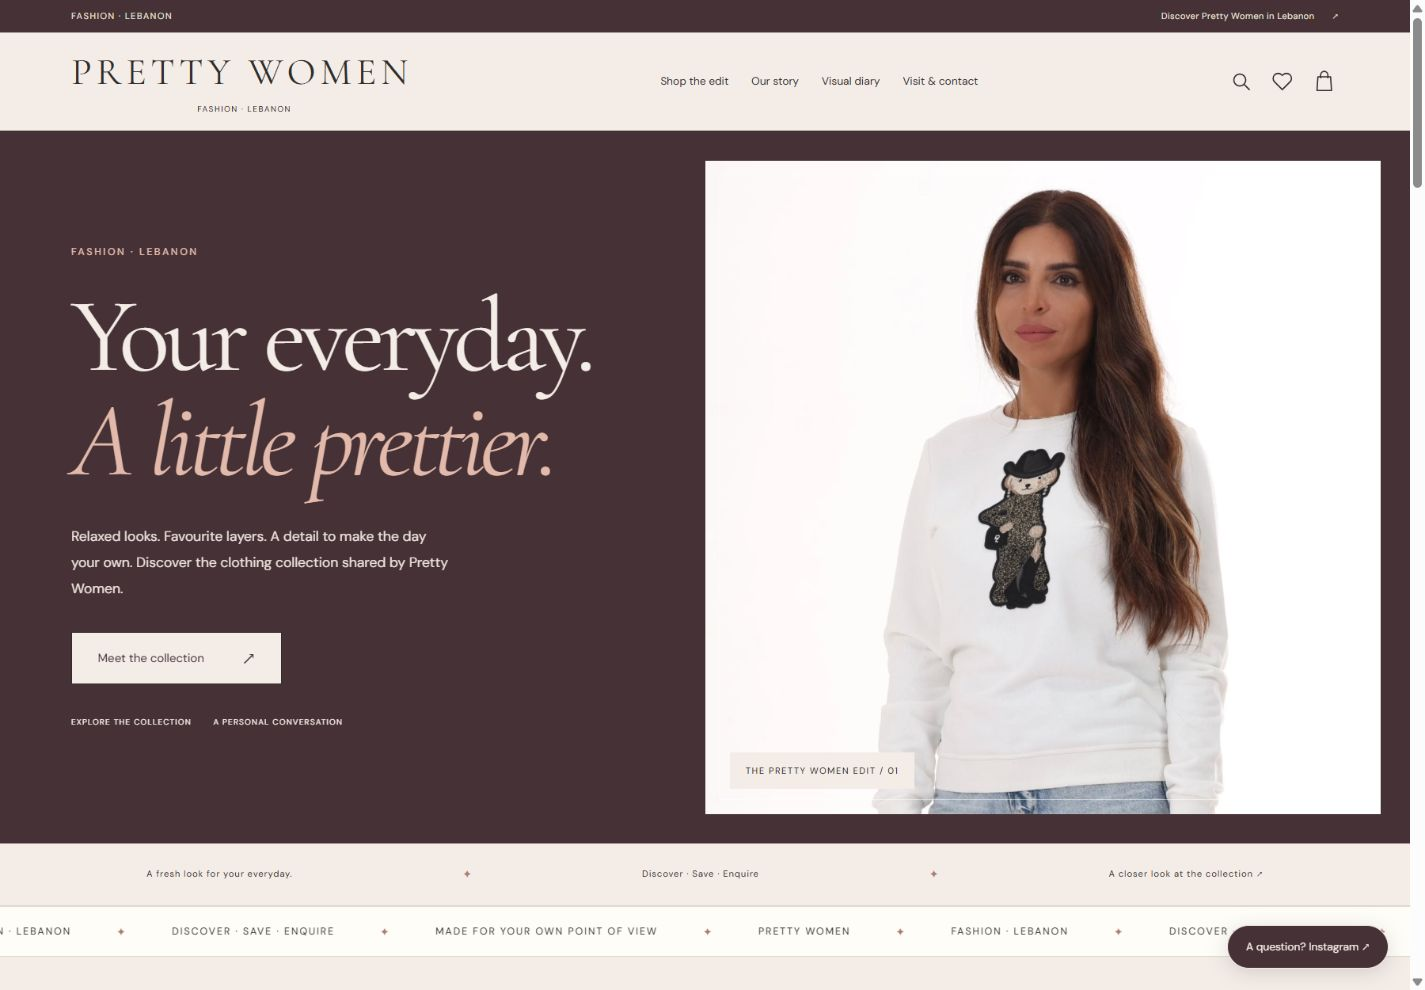 FASHION · LEBANON
Discover Pretty Women in Lebanon ↗
PRETTY WOMEN
FASHION · LEBANON
Shop the edit
Our story
Visual diary
Visit & contact
FASHION · LEBANON
Your everyday.
A little prettier.
Relaxed looks. Favourite layers. A detail to make the day
your own. Discover the clothing collection shared by Pretty
Women.
Meet the collection ↗
EXPLORE THE COLLECTION
A PERSONAL CONVERSATION
THE PRETTY WOMEN EDIT / 01
A fresh look for your everyday. ✦ Discover · Save · Enquire ✦ A closer look at the collection ↗
· LEBANON ✦ DISCOVER · SAVE · ENQUIRE ✦ MADE FOR YOUR OWN POINT OF VIEW ✦ PRETTY WOMEN ✦ FASHION · LEBANON ✦ DISCOVER
A question? Instagram ↗